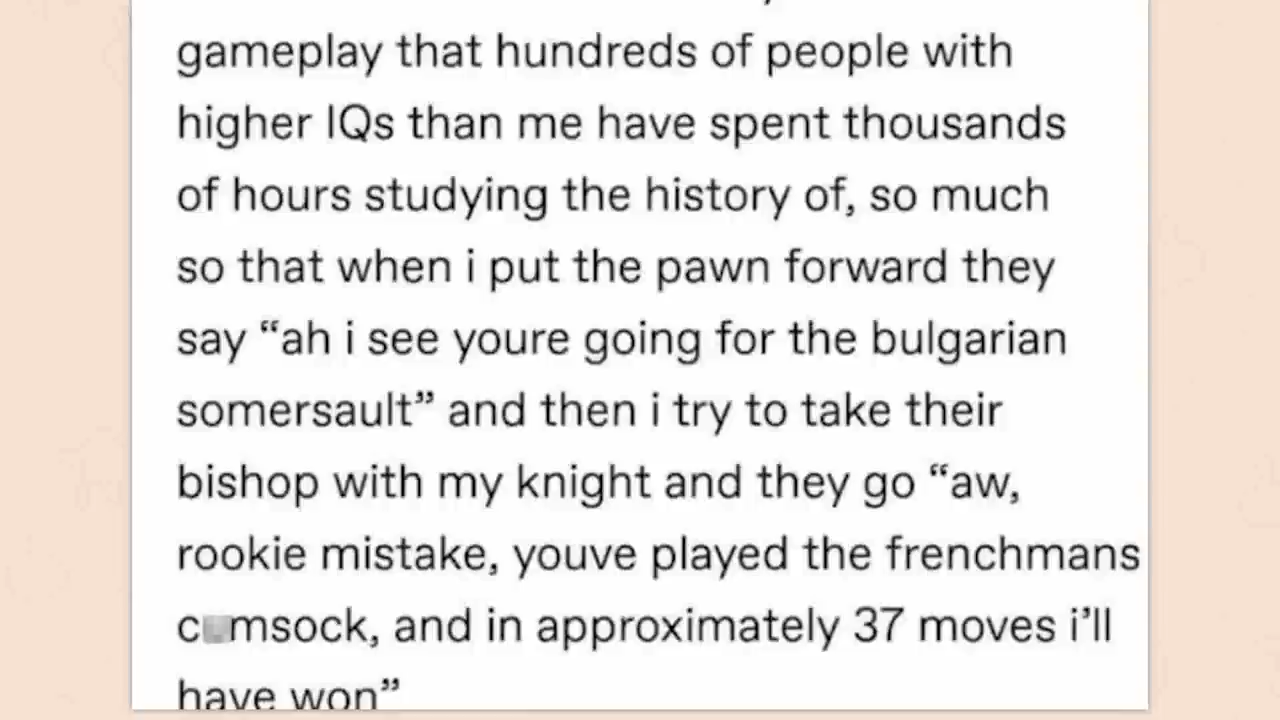 gameplay that hundreds of people with
higher IQs than me have spent thousands
of hours studying the history of, so much
so that when i put the pawn forward they
say “ah i see youre going for the bulgarian
somersault” and then i try to take their
bishop with my knight and they go “aw,
rookie mistake, youve played the frenchmans
cumsock, and in approximately 37 moves i’ll
have won”